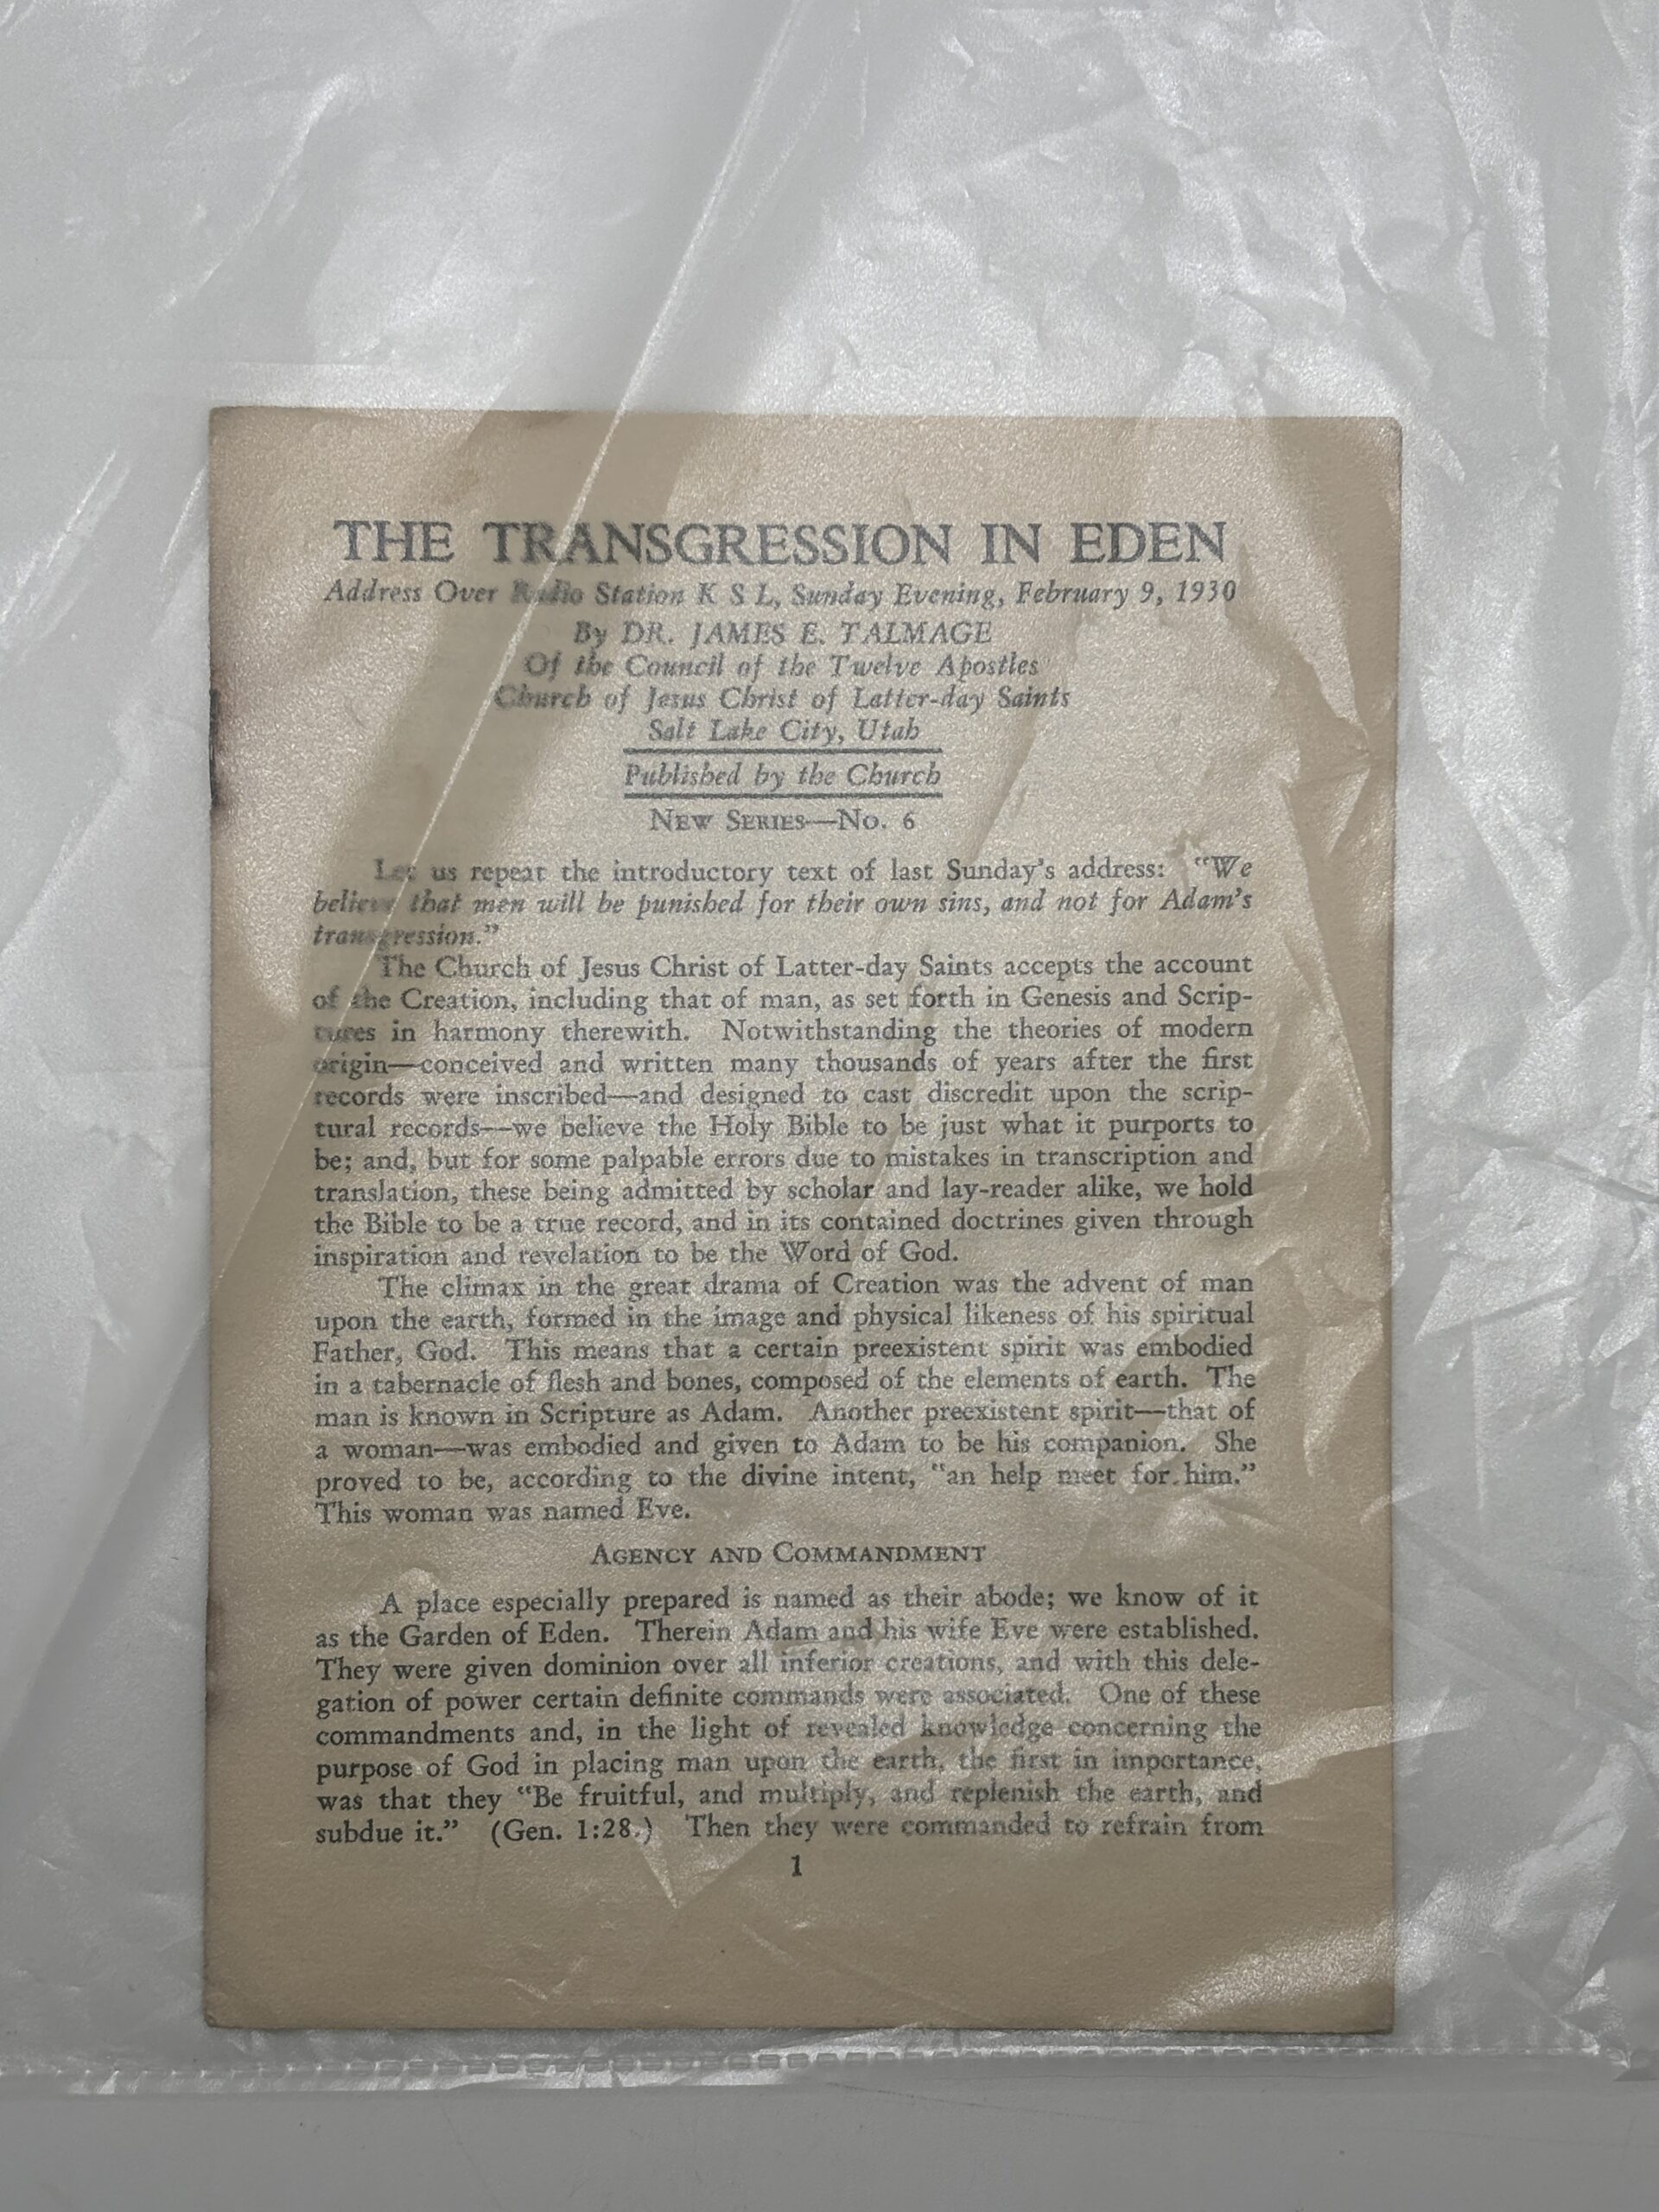 THE TRANSGRESSION IN EDEN
Address Over Radio Station K S L, Sunday Evening, February 9, 1930
By DR. JAMES E. TALMAGE
Of the Council of the Twelve Apostles
Church of Jesus Christ of Latter-day Saints
Salt Lake City, Utah
Published by the Church
NEW SERIES—No. 6
Let us repeat the introductory text of last Sunday's address: "We
believe that men will be punished for their own sins, and not for Adam's
transgression."
The Church of Jesus Christ of Latter-day Saints accepts the account
of the Creation, including that of man, as set forth in Genesis and Scrip-
tures in harmony therewith. Notwithstanding the theories of modern
origin—conceived and written many thousands of years after the first
records were inscribed—and designed to cast discredit upon the scrip-
tural records—we believe the Holy Bible to be just what it purports to
be; and, but for some palpable errors due to mistakes in transcription and
translation, these being admitted by scholar and lay-reader alike, we hold
the Bible to be a true record, and in its contained doctrines given through
inspiration and revelation to be the Word of God.
The climax in the great drama of Creation was the advent of man
upon the earth, formed in the image and physical likeness of his spiritual
Father, God. This means that a certain preexistent spirit was embodied
in a tabernacle of flesh and bones, composed of the elements of earth. The
man is known in Scripture as Adam. Another preexistent spirit—that of
a woman—was embodied and given to Adam to be his companion. She
proved to be, according to the divine intent, "an help meet for him."
This woman was named Eve.
AGENCY AND COMMANDMENT
A place especially prepared is named as their abode; we know of it
as the Garden of Eden. Therein Adam and his wife Eve were established.
They were given dominion over all inferior creations, and with this dele-
gation of power certain definite commands were associated. One of these
commandments and, in the light of revealed knowledge concerning the
purpose of God in placing man upon the earth, the first in importance,
was that they "Be fruitful, and multiply, and replenish the earth, and
subdue it." (Gen. 1:28.) Then they were commanded to refrain from
1